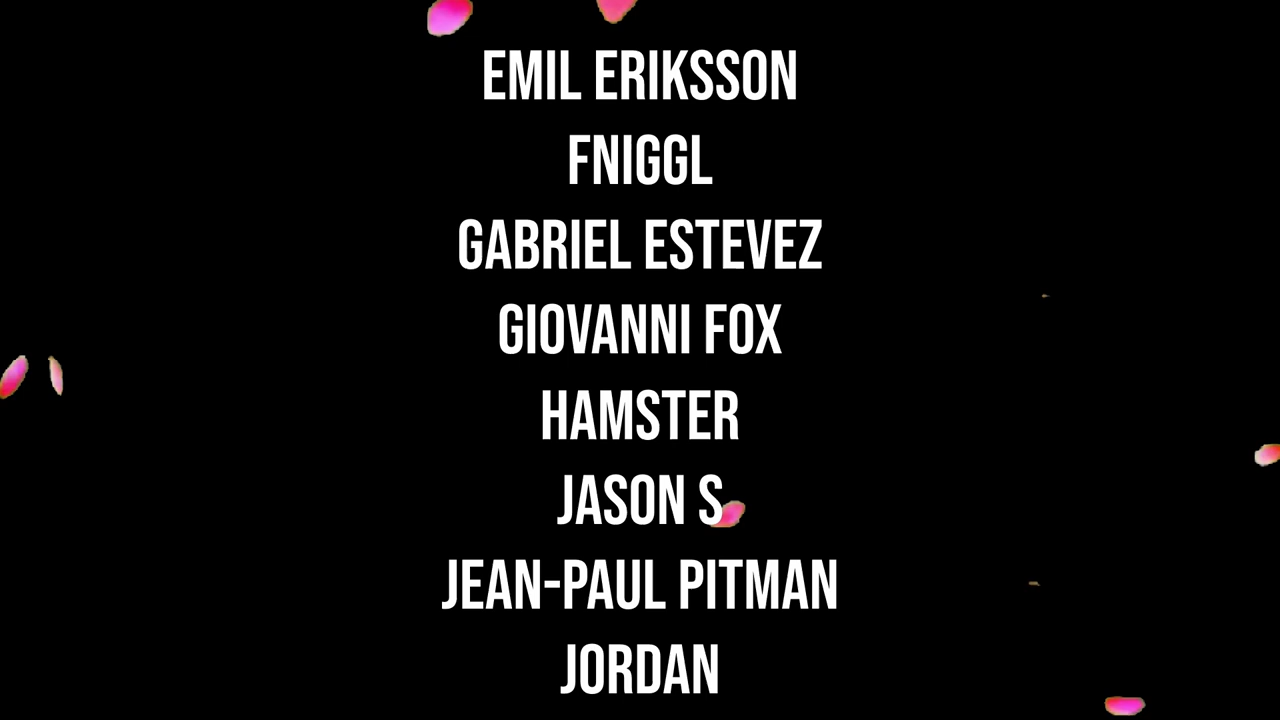 EMIL ERIKSSON
FNIGGL
GABRIEL ESTEVEZ
GIOVANNI FOX
HAMSTER
JASON S
JEAN-PAUL PITMAN
JORDAN